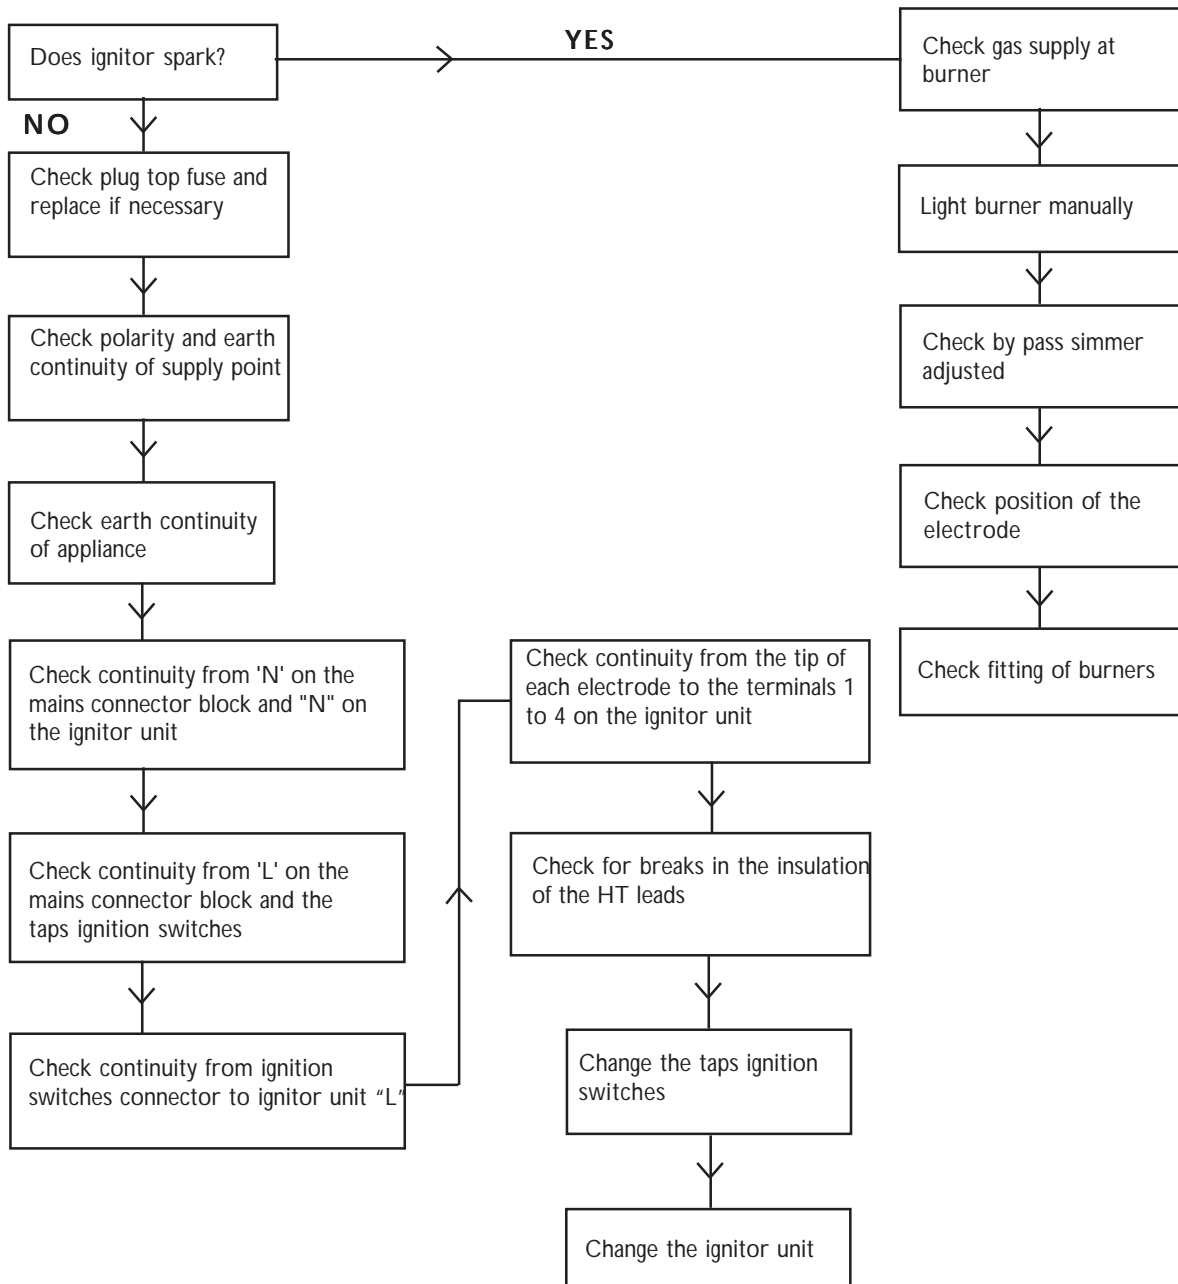 Does ignitor spark?
YES
NO
Check plug top fuse and
replace if necessary
Check polarity and earth
continuity of supply point
Check earth continuity
of appliance
Check continuity from 'N' on the
mains connector block and "N" on
the ignitor unit
Check continuity from 'L' on the
mains connector block and the
taps ignition switches
Check continuity from ignition
switches connector to ignitor unit “L”
Check continuity from the tip of
each electrode to the terminals 1
to 4 on the ignitor unit
Check for breaks in the insulation
of the HT leads
Change the taps ignition
switches
Change the ignitor unit
Check gas supply at
burner
Light burner manually
Check by pass simmer
adjusted
Check position of the
electrode
Check fitting of burners